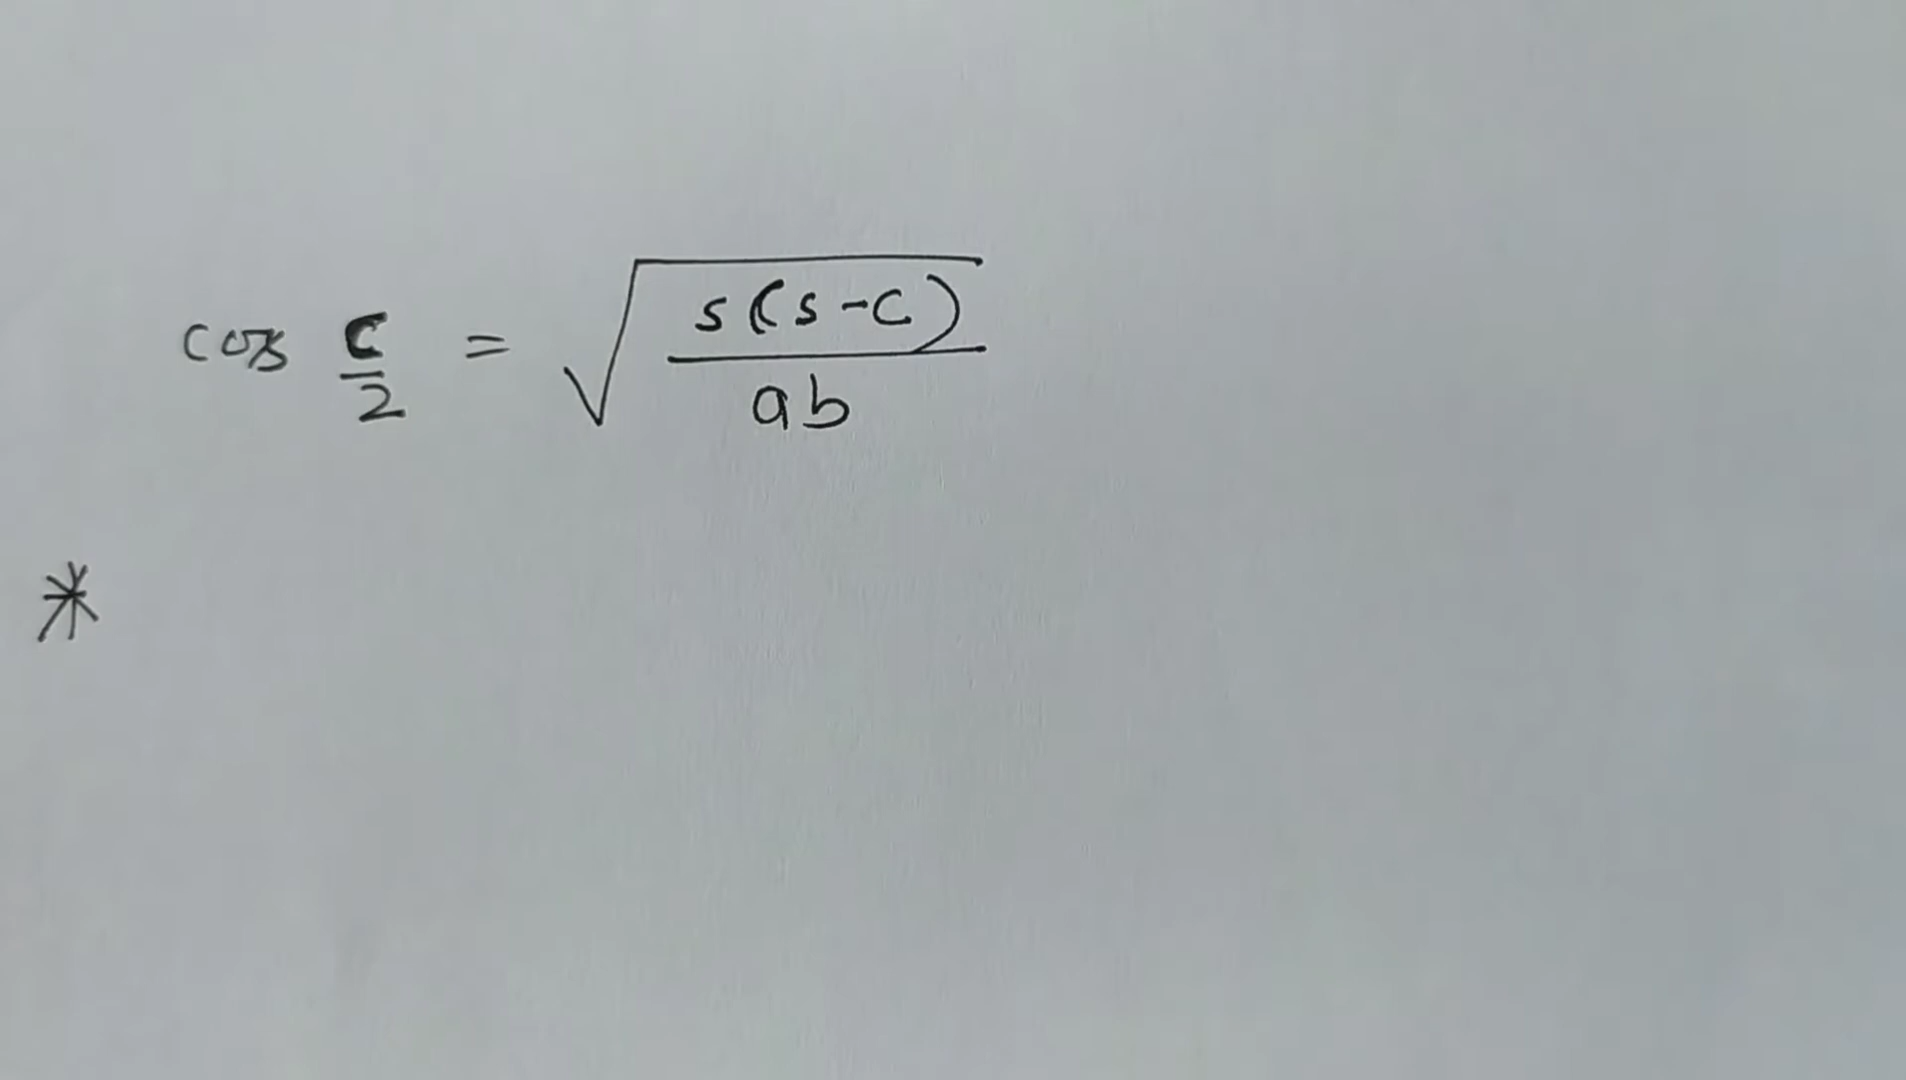 cos C/2 = √(s(s-c)/ab)
*